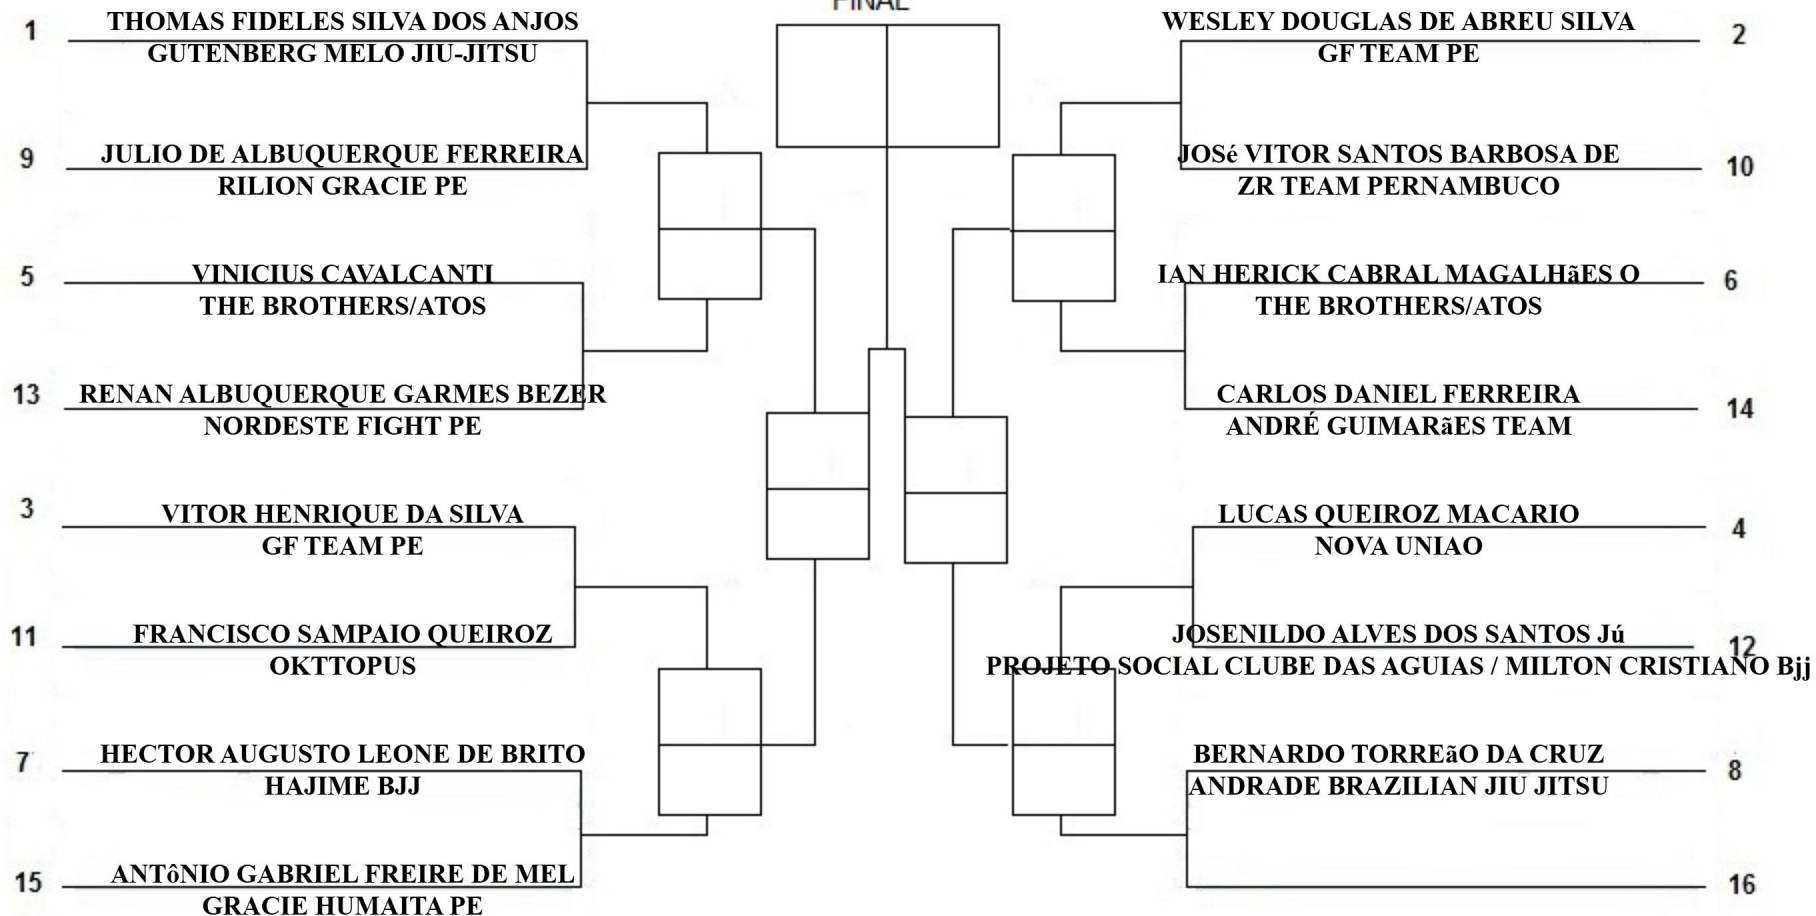 FINAL
1
THOMAS FIDELES SILVA DOS ANJOS
GUTENBERG MELO JIU-JITSU
9
JULIO DE ALBUQUERQUE FERREIRA
RILION GRACIE PE
5
VINICIUS CAVALCANTI
THE BROTHERS/ATOS
13
RENAN ALBUQUERQUE GARMES BEZER
NORDESTE FIGHT PE
3
VITOR HENRIQUE DA SILVA
GF TEAM PE
11
FRANCISCO SAMPAIO QUEIROZ
OKTTOPUS
7
HECTOR AUGUSTO LEONE DE BRITO
HAJIME BJJ
15
ANTôNIO GABRIEL FREIRE DE MEL
GRACIE HUMAITA PE
WESLEY DOUGLAS DE ABREU SILVA
2
GF TEAM PE
JOSé VITOR SANTOS BARBOSA DE
10
ZR TEAM PERNAMBUCO
IAN HERICK CABRAL MAGALHãES O
6
THE BROTHERS/ATOS
CARLOS DANIEL FERREIRA
14
ANDRÉ GUIMARãES TEAM
LUCAS QUEIROZ MACARIO
4
NOVA UNIAO
JOSENILDO ALVES DOS SANTOS Jú
12
PROJETO SOCIAL CLUBE DAS AGUIAS / MILTON CRISTIANO Bjj
BERNARDO TORREãO DA CRUZ
8
ANDRADE BRAZILIAN JIU JITSU
16